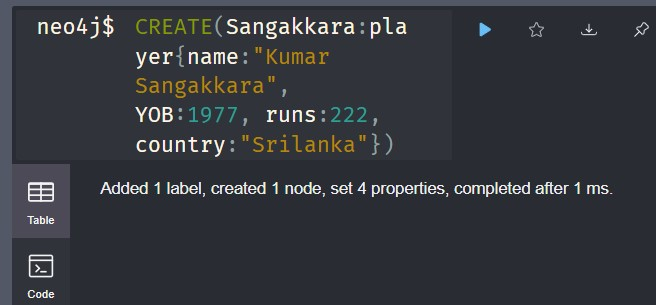 neo4j$ CREATE(Sangakkara:pla
yer{name:"Kumar
Sangakkara",
YOB:1977, runs:222,
country:"Srilanka"})
Added 1 label, created 1 node, set 4 properties, completed after 1 ms.
Table
Code